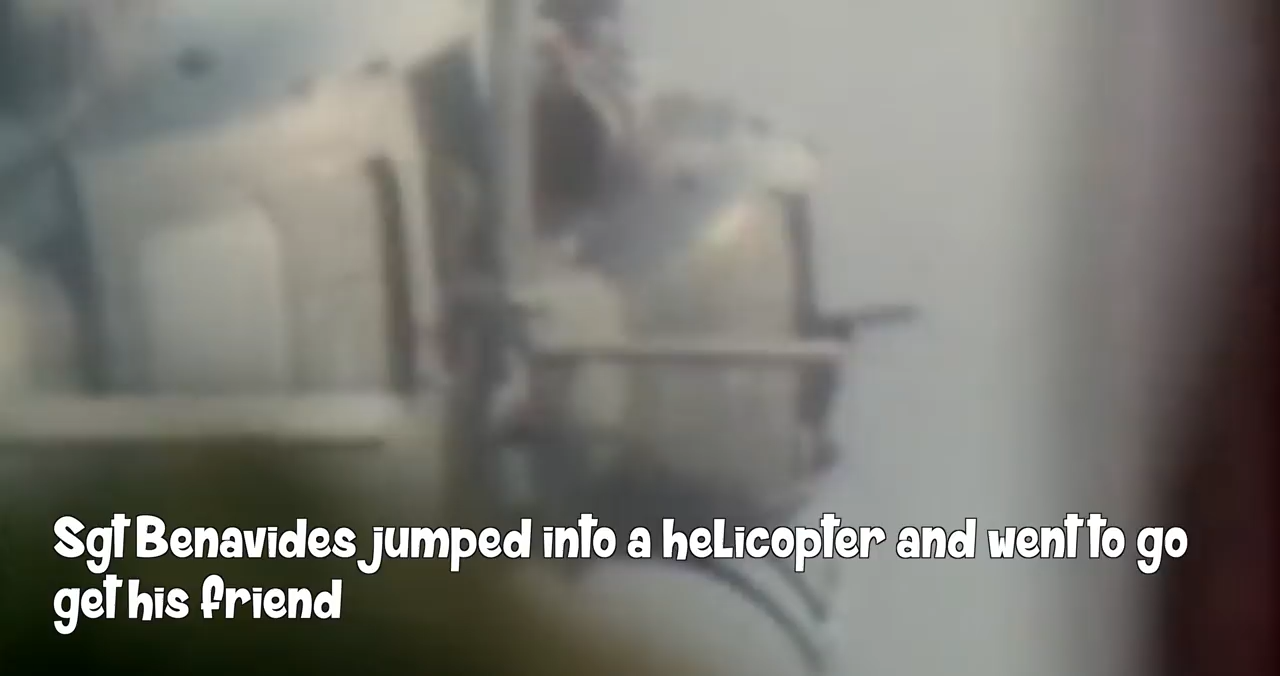 Sgt Benavides jumped into a helicopter and went to go
get his friend